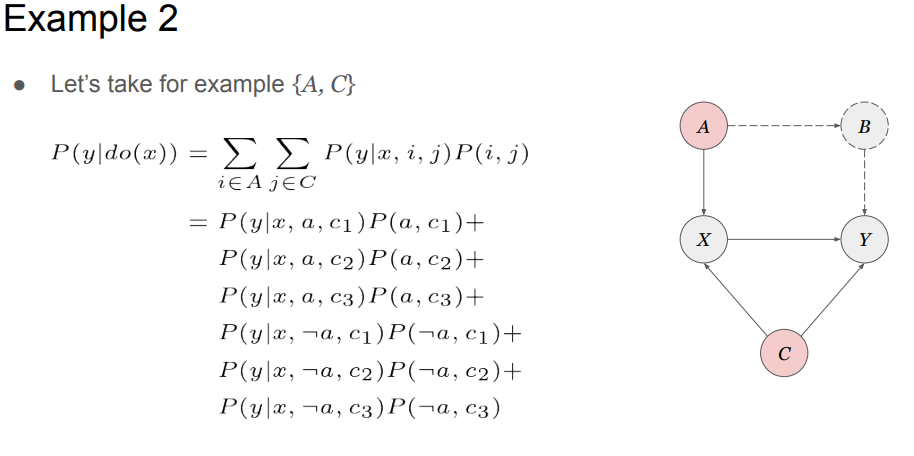 Example 2
● Let's take for example {A, C}
P(y|do(x)) = ∑ ∑ P(y|x, i, j)P(i, j)
i∈A j∈C
= P(y|x, a, c₁)P(a, c₁)+
P(y|x, a, c₂)P(a, c₂)+
P(y|x, a, c₃)P(a, c₃)+
P(y|x, ¬a, c₁)P(¬a, c₁)+
P(y|x, ¬a, c₂)P(¬a, c₂)+
P(y|x, ¬a, c₃)P(¬a, c₃)
A B
X Y
C